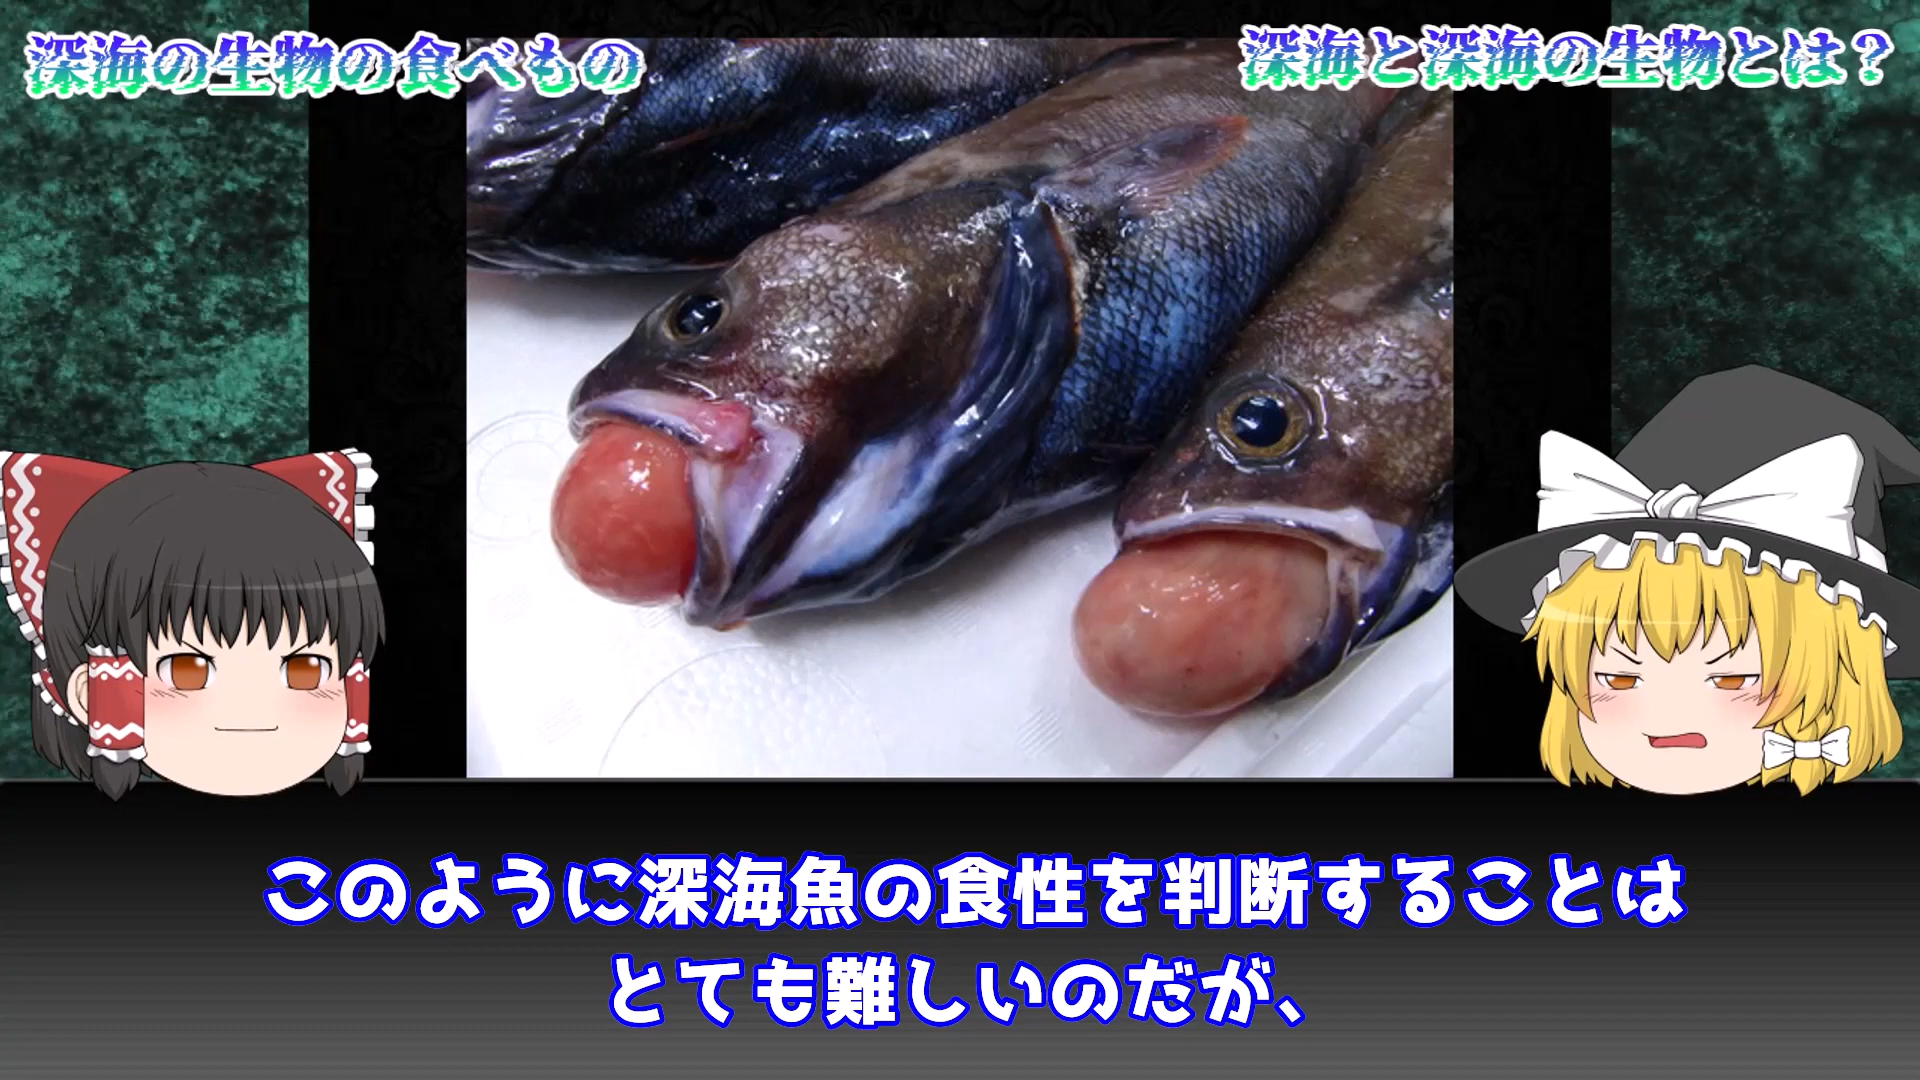 深海の生物の食べもの
深海と深海の生物とは？
このように深海魚の食性を判断することは
とても難しいのだが、